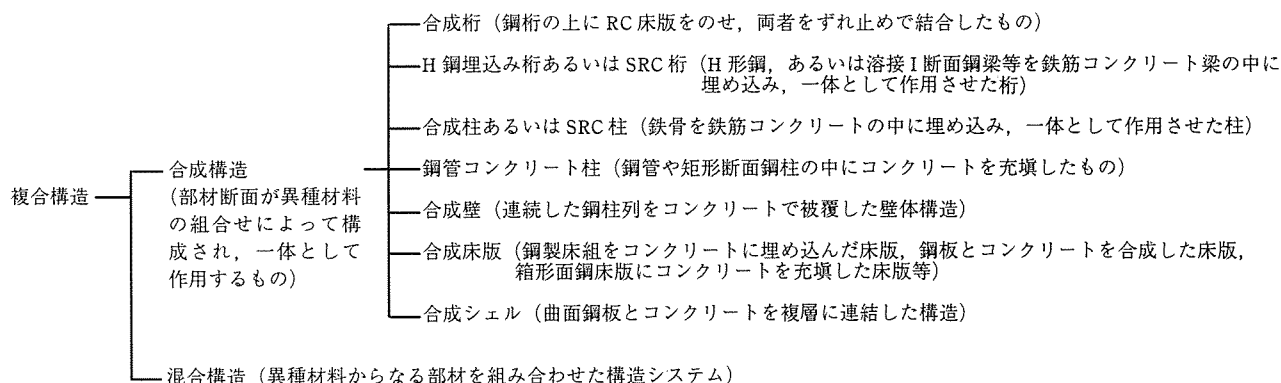 合成桁（鋼桁の上に RC 床版をのせ，両者をずれ止めで結合したもの）
H 鋼埋込み桁あるいは SRC 桁（H 形鋼，あるいは溶接 I 断面鋼梁等を鉄筋コンクリート梁の中に
埋め込み，一体として作用させた桁）
合成柱あるいは SRC 柱（鉄骨を鉄筋コンクリートの中に埋め込み，一体として作用させた柱）
複合構造
合成構造
（部材断面が異種材料
の組合せによって構
成され，一体として
作用するもの）
鋼管コンクリート柱（鋼管や矩形断面鋼柱の中にコンクリートを充塡したもの）
合成壁（連続した鋼柱列をコンクリートで被覆した壁体構造）
合成床版（鋼製床組をコンクリートに埋め込んだ床版，鋼板とコンクリートを合成した床版，
箱形面鋼床版にコンクリートを充塡した床版等）
合成シェル（曲面鋼板とコンクリートを複層に連結した構造）
混合構造（異種材料からなる部材を組み合わせた構造システム）